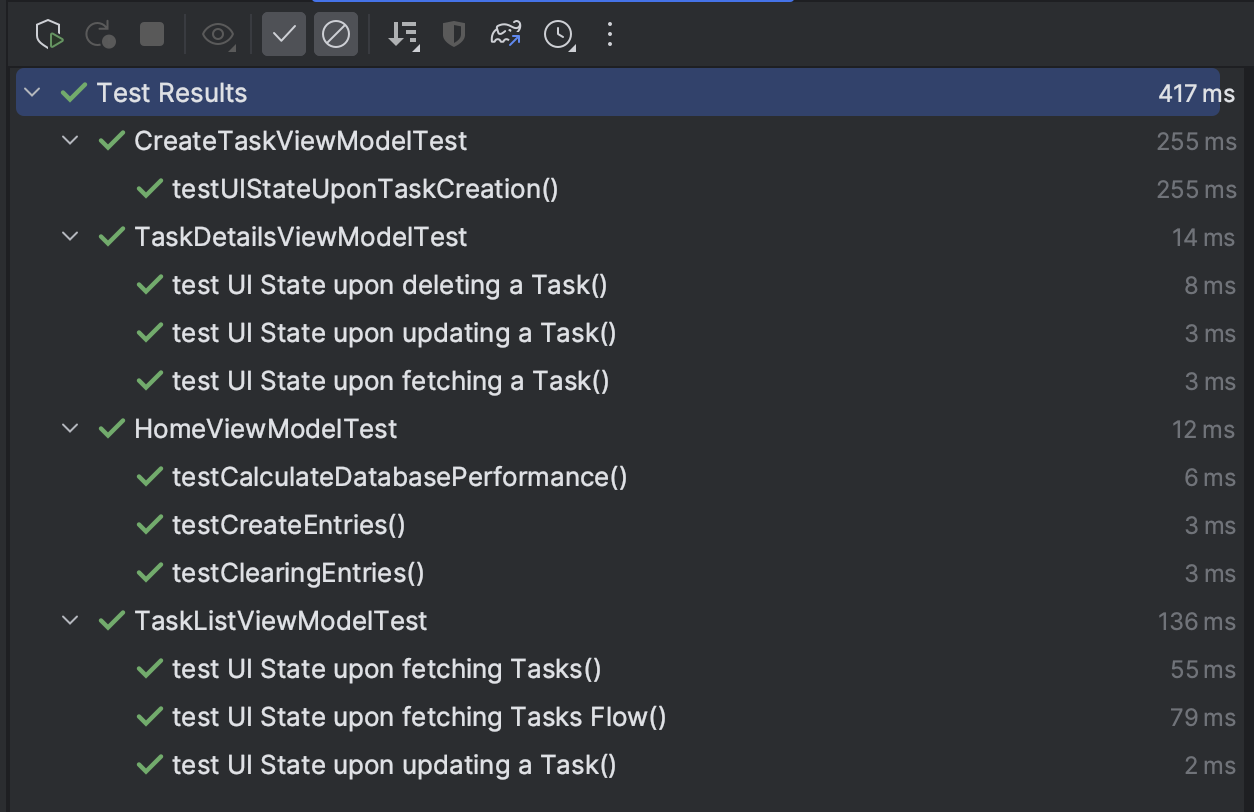 Test Results 417 ms
CreateTaskViewModelTest 255 ms
testUIStateUponTaskCreation() 255 ms
TaskDetailsViewModelTest 14 ms
test UI State upon deleting a Task() 8 ms
test UI State upon updating a Task() 3 ms
test UI State upon fetching a Task() 3 ms
HomeViewModelTest 12 ms
testCalculateDatabasePerformance() 6 ms
testCreateEntries() 3 ms
testClearingEntries() 3 ms
TaskListViewModelTest 136 ms
test UI State upon fetching Tasks() 55 ms
test UI State upon fetching Tasks Flow() 79 ms
test UI State upon updating a Task() 2 ms